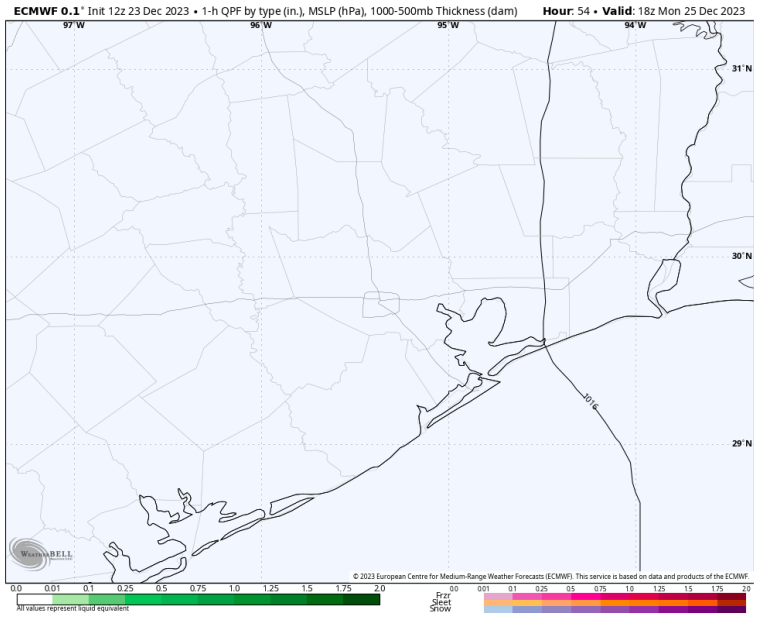 ECMWF 0.1° Init 12z 23 Dec 2023 • 1-h QPF by type (in.), MSLP (hPa), 1000-500mb Thickness (dam) Hour: 54 • Valid: 18z Mon 25 Dec 2023
97°W 96°W 95°W 94°W
31°N
30°N
1016
29°N
WEATHERBELL
© 2023 European Centre for Medium-Range Weather Forecasts (ECMWF). This service is based on data and products of the ECMWF.
0.0 0.01 0.1 0.25 0.5 0.75 1.0 1.25 1.5 1.75 2.0 0.0 0.01 0.1 0.25 0.5 0.75 1.0 1.25 1.5 1.75 2.0
Frzr
Sleet
Snow
All values represent liquid equivalent